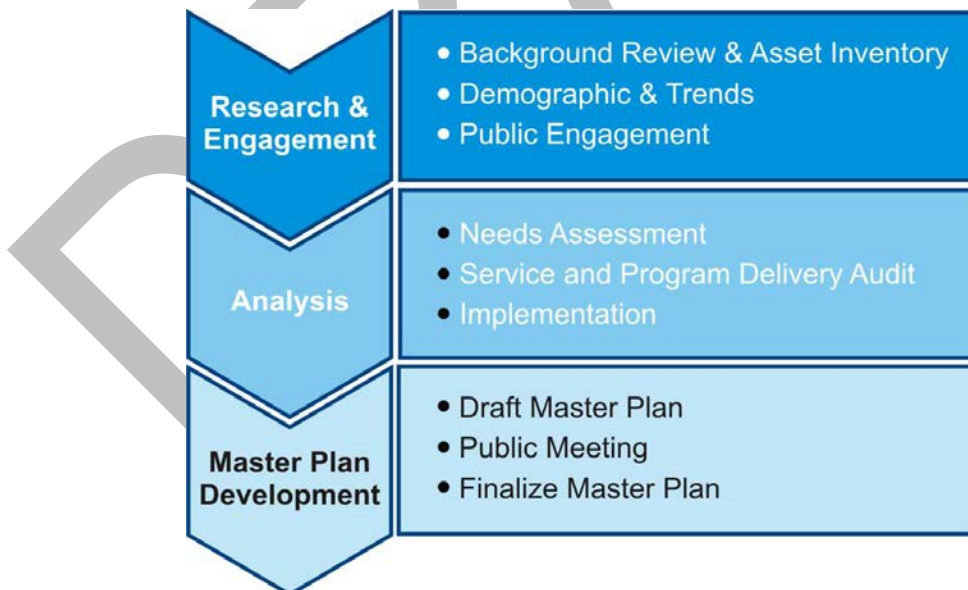 Research &
Engagement
• Background Review & Asset Inventory
• Demographic & Trends
• Public Engagement
Analysis
• Needs Assessment
• Service and Program Delivery Audit
• Implementation
Master Plan
Development
• Draft Master Plan
• Public Meeting
• Finalize Master Plan